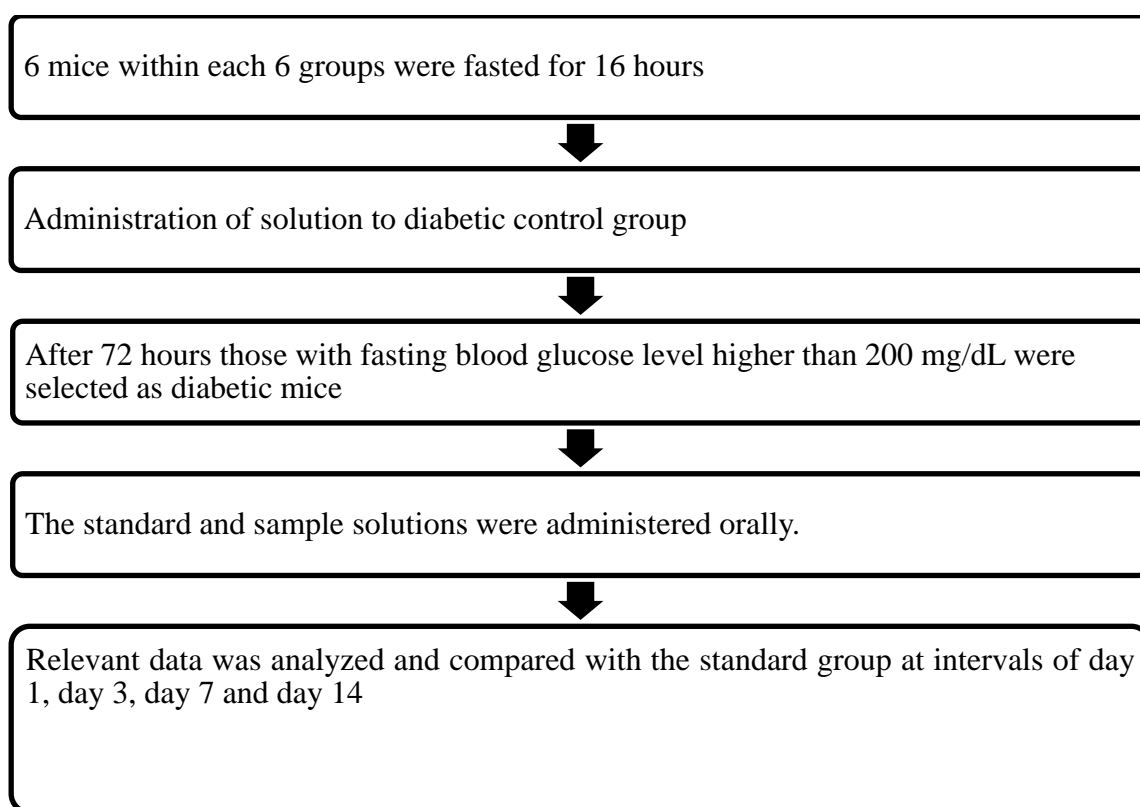 6 mice within each 6 groups were fasted for 16 hours
Administration of solution to diabetic control group
After 72 hours those with fasting blood glucose level higher than 200 mg/dL were
selected as diabetic mice
The standard and sample solutions were administered orally.
Relevant data was analyzed and compared with the standard group at intervals of day
1, day 3, day 7 and day 14